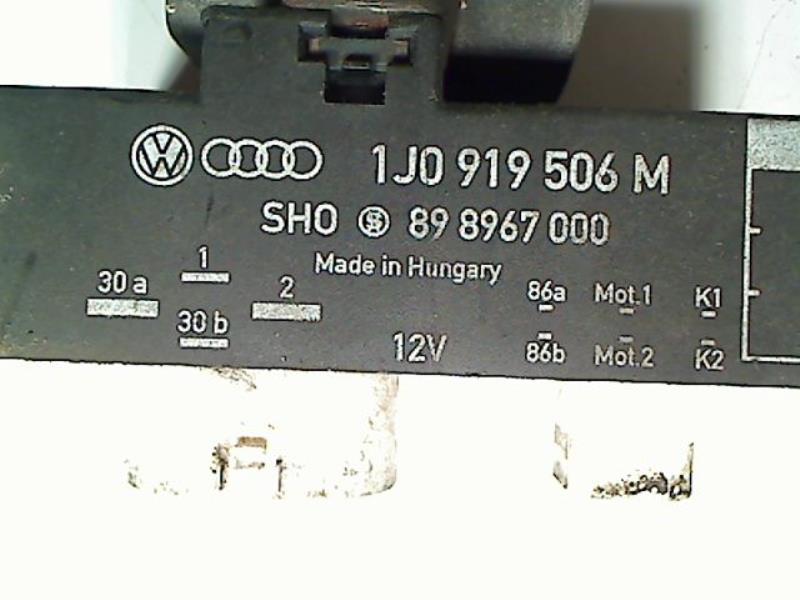 1J0 919 506 M
SHO S 89 8967 000
Made in Hungary
30 a 1 2 86a Mot.1 K1
30 b 12V 86b Mot.2 K2